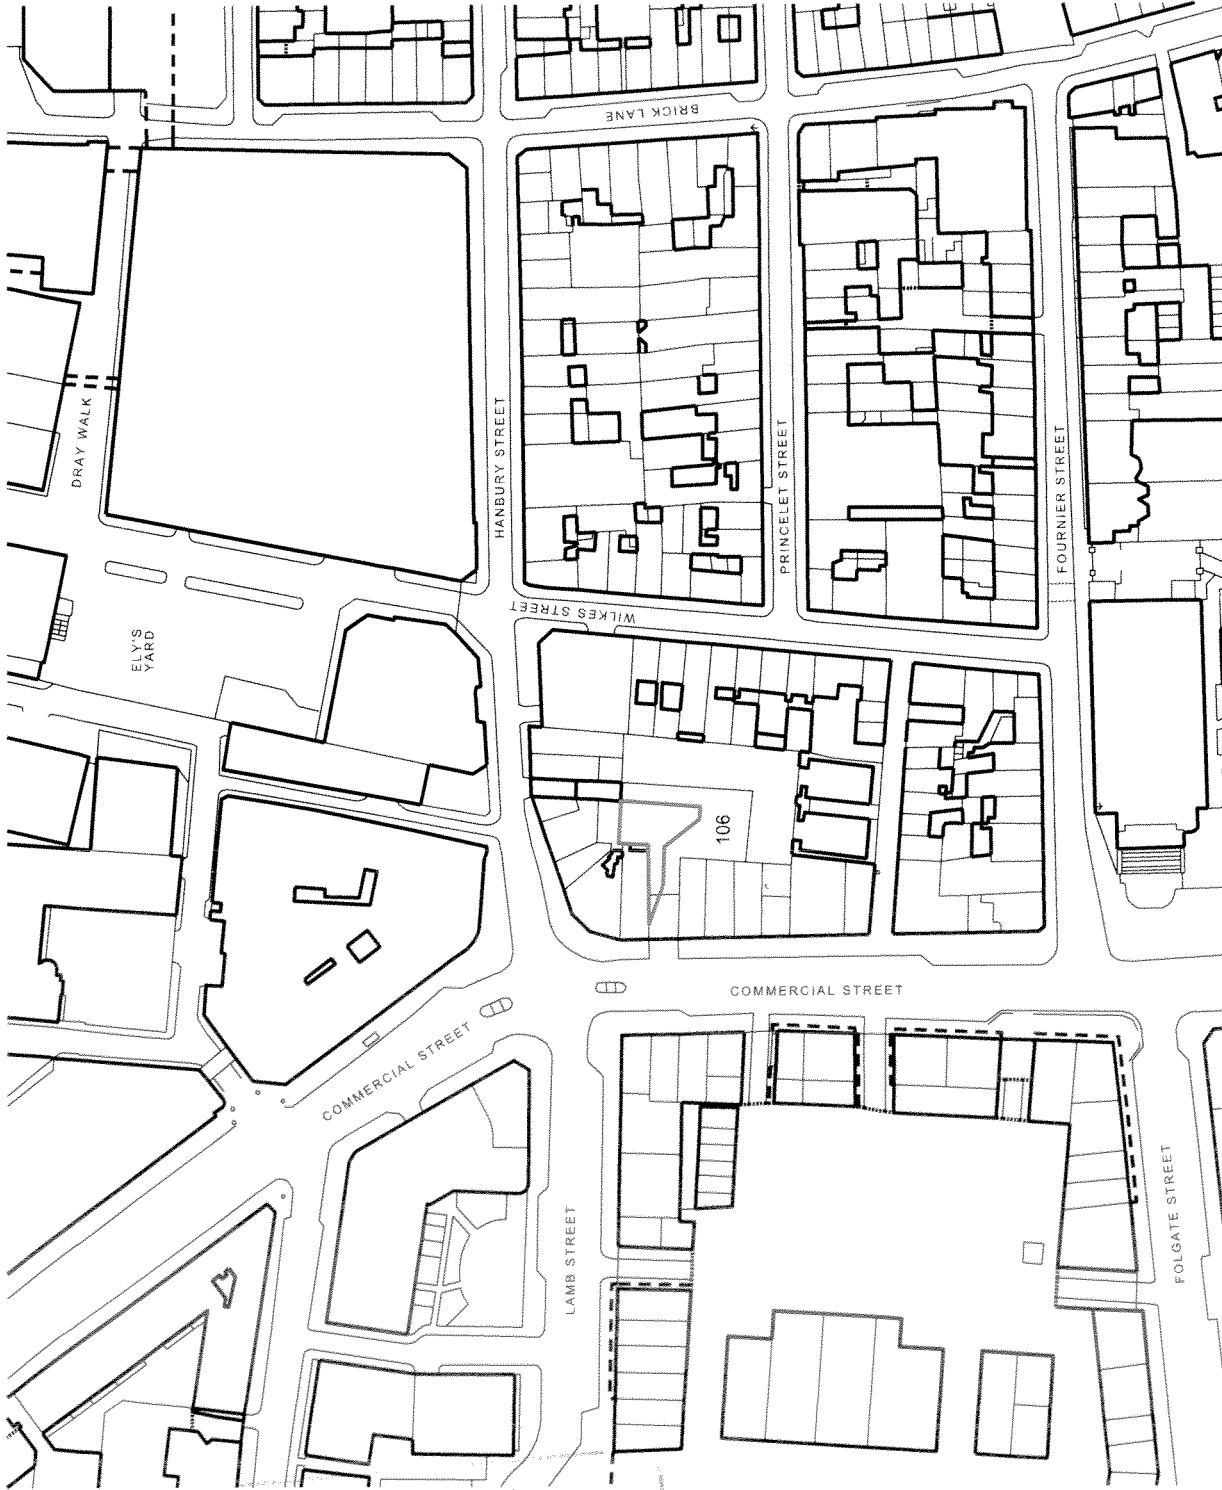 BRICK LANE
DRAY WALK
HANBURY STREET
PRINCELET STREET
FOURNIER STREET
WILKES STREET
ELY'S
YARD
106
COMMERCIAL STREET
COMMERCIAL STREET
LAMB STREET
FOLGATE STREET